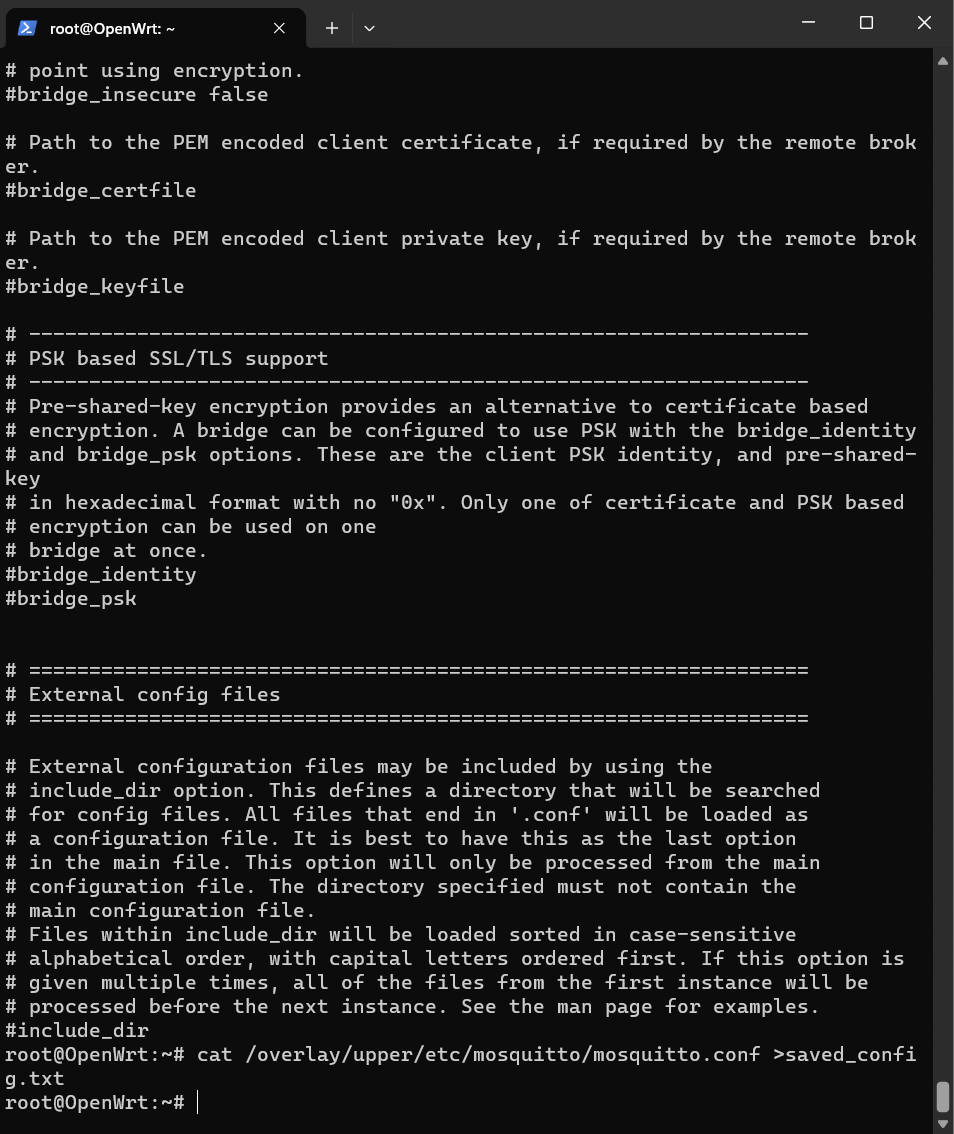 root@OpenWrt: ~
# point using encryption.
#bridge_insecure false
# Path to the PEM encoded client certificate, if required by the remote brok
er.
#bridge_certfile
# Path to the PEM encoded client private key, if required by the remote brok
er.
#bridge_keyfile
# -----------------------------------------------------------------
# PSK based SSL/TLS support
# -----------------------------------------------------------------
# Pre-shared-key encryption provides an alternative to certificate based
# encryption. A bridge can be configured to use PSK with the bridge_identity
# and bridge_psk options. These are the client PSK identity, and pre-shared-
key
# in hexadecimal format with no "0x". Only one of certificate and PSK based
# encryption can be used on one
# bridge at once.
#bridge_identity
#bridge_psk
# =================================================================
# External config files
# =================================================================
# External configuration files may be included by using the
# include_dir option. This defines a directory that will be searched
# for config files. All files that end in '.conf' will be loaded as
# a configuration file. It is best to have this as the last option
# in the main file. This option will only be processed from the main
# configuration file. The directory specified must not contain the
# main configuration file.
# Files within include_dir will be loaded sorted in case-sensitive
# alphabetical order, with capital letters ordered first. If this option is
# given multiple times, all of the files from the first instance will be
# processed before the next instance. See the man page for examples.
#include_dir
root@OpenWrt:~# cat /overlay/upper/etc/mosquitto/mosquitto.conf >saved_confi
g.txt
root@OpenWrt:~#